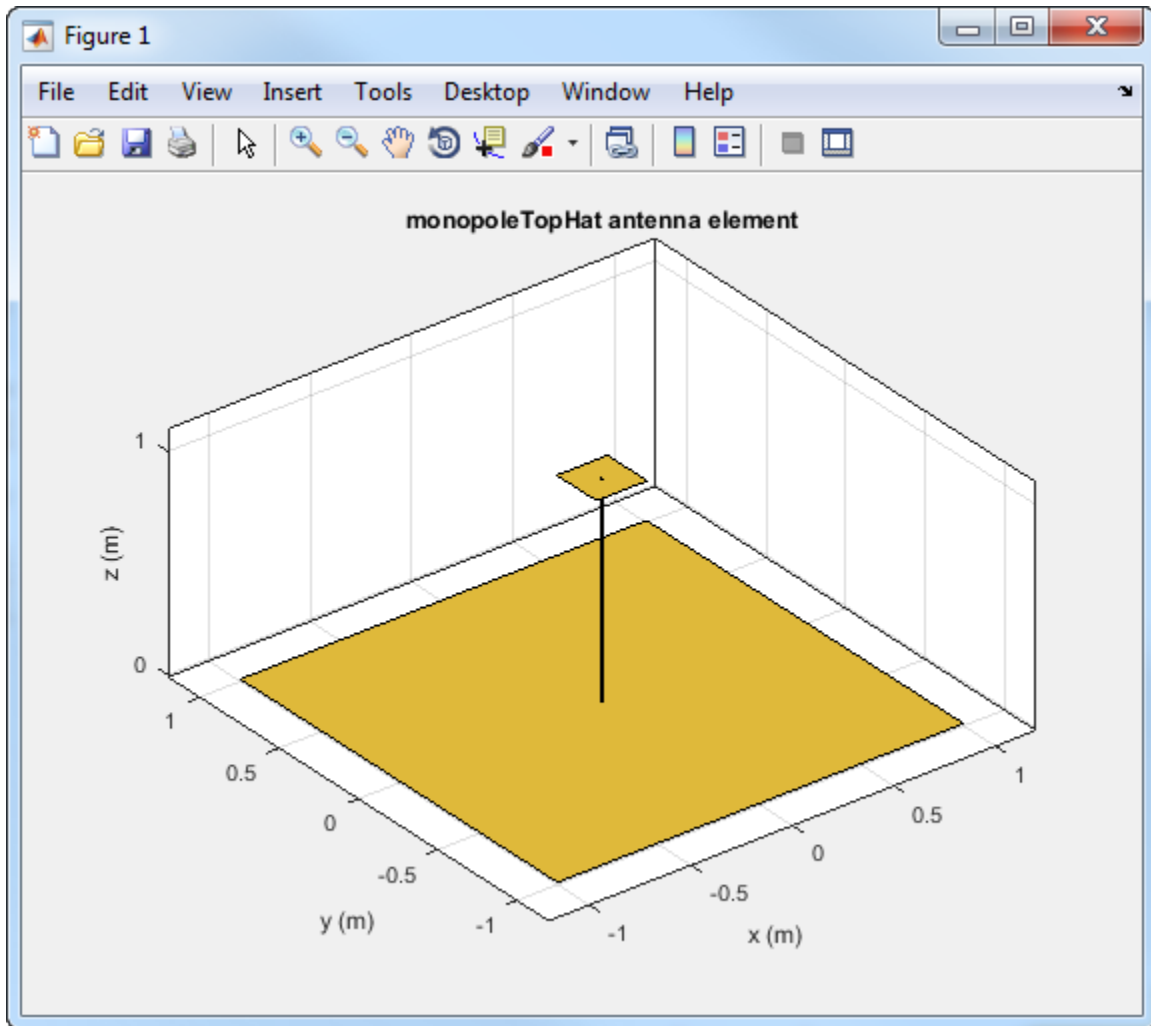 Figure 1
File Edit View Insert Tools Desktop Window Help
monopoleTopHat antenna element
1
z (m)
0
1
0.5
0
-0.5
-1
y (m)
1
0.5
0
-0.5
-1
x (m)